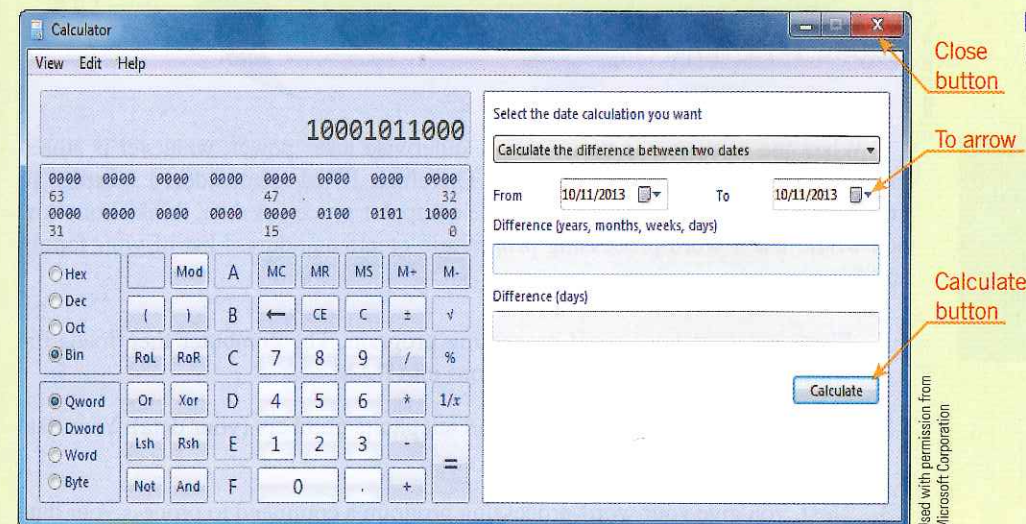 Calculator
View Edit Help
10001011000
0000 0000 0000 0000 0000 0000 0000 0000
63 47 32
0000 0000 0000 0000 0000 0100 0101 1000
31 15 0
Hex
Dec
Oct
Bin
Qword
Dword
Word
Byte
Mod A MC MR MS M+ M-
( ) B ← CE C ± √
RoL RoR C 7 8 9 / %
Or Xor D 4 5 6 * 1/x
Lsh Rsh E 1 2 3 - =
Not And F 0 . +
Select the date calculation you want
Calculate the difference between two dates
From 10/11/2013 To 10/11/2013
Difference (years, months, weeks, days)
Difference (days)
Calculate
Close
button
To arrow
Calculate
button
sed with permission from
Microsoft Corporation